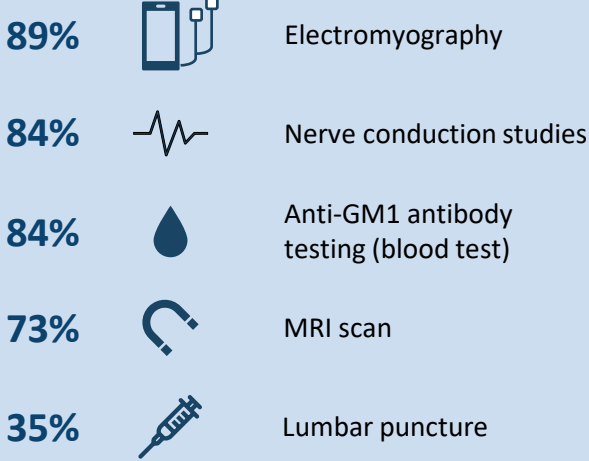 89% Electromyography
84% Nerve conduction studies
84% Anti-GM1 antibody
testing (blood test)
73% MRI scan
35% Lumbar puncture